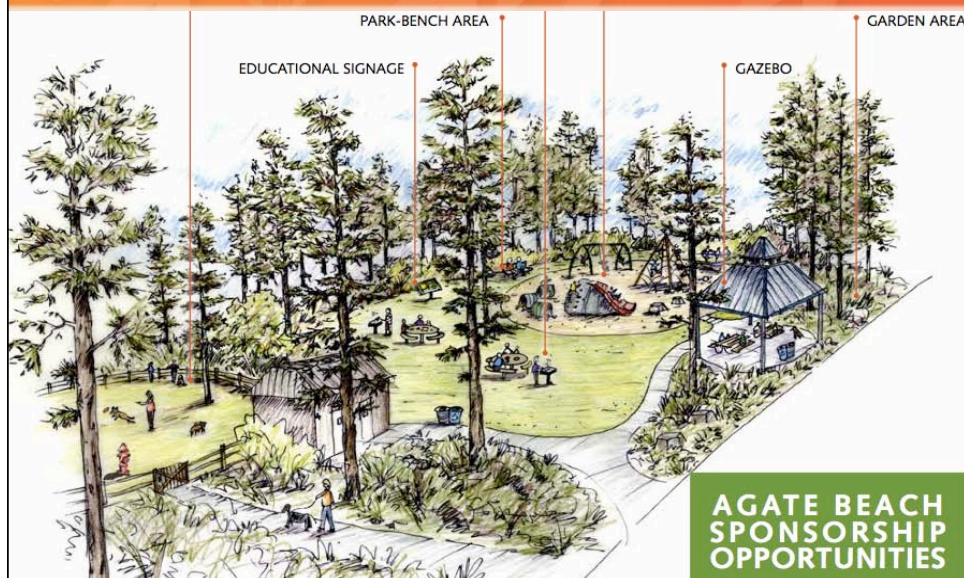 PARK-BENCH AREA
GARDEN AREA
EDUCATIONAL SIGNAGE
GAZEBO
AGATE BEACH
SPONSORSHIP
OPPORTUNITIES